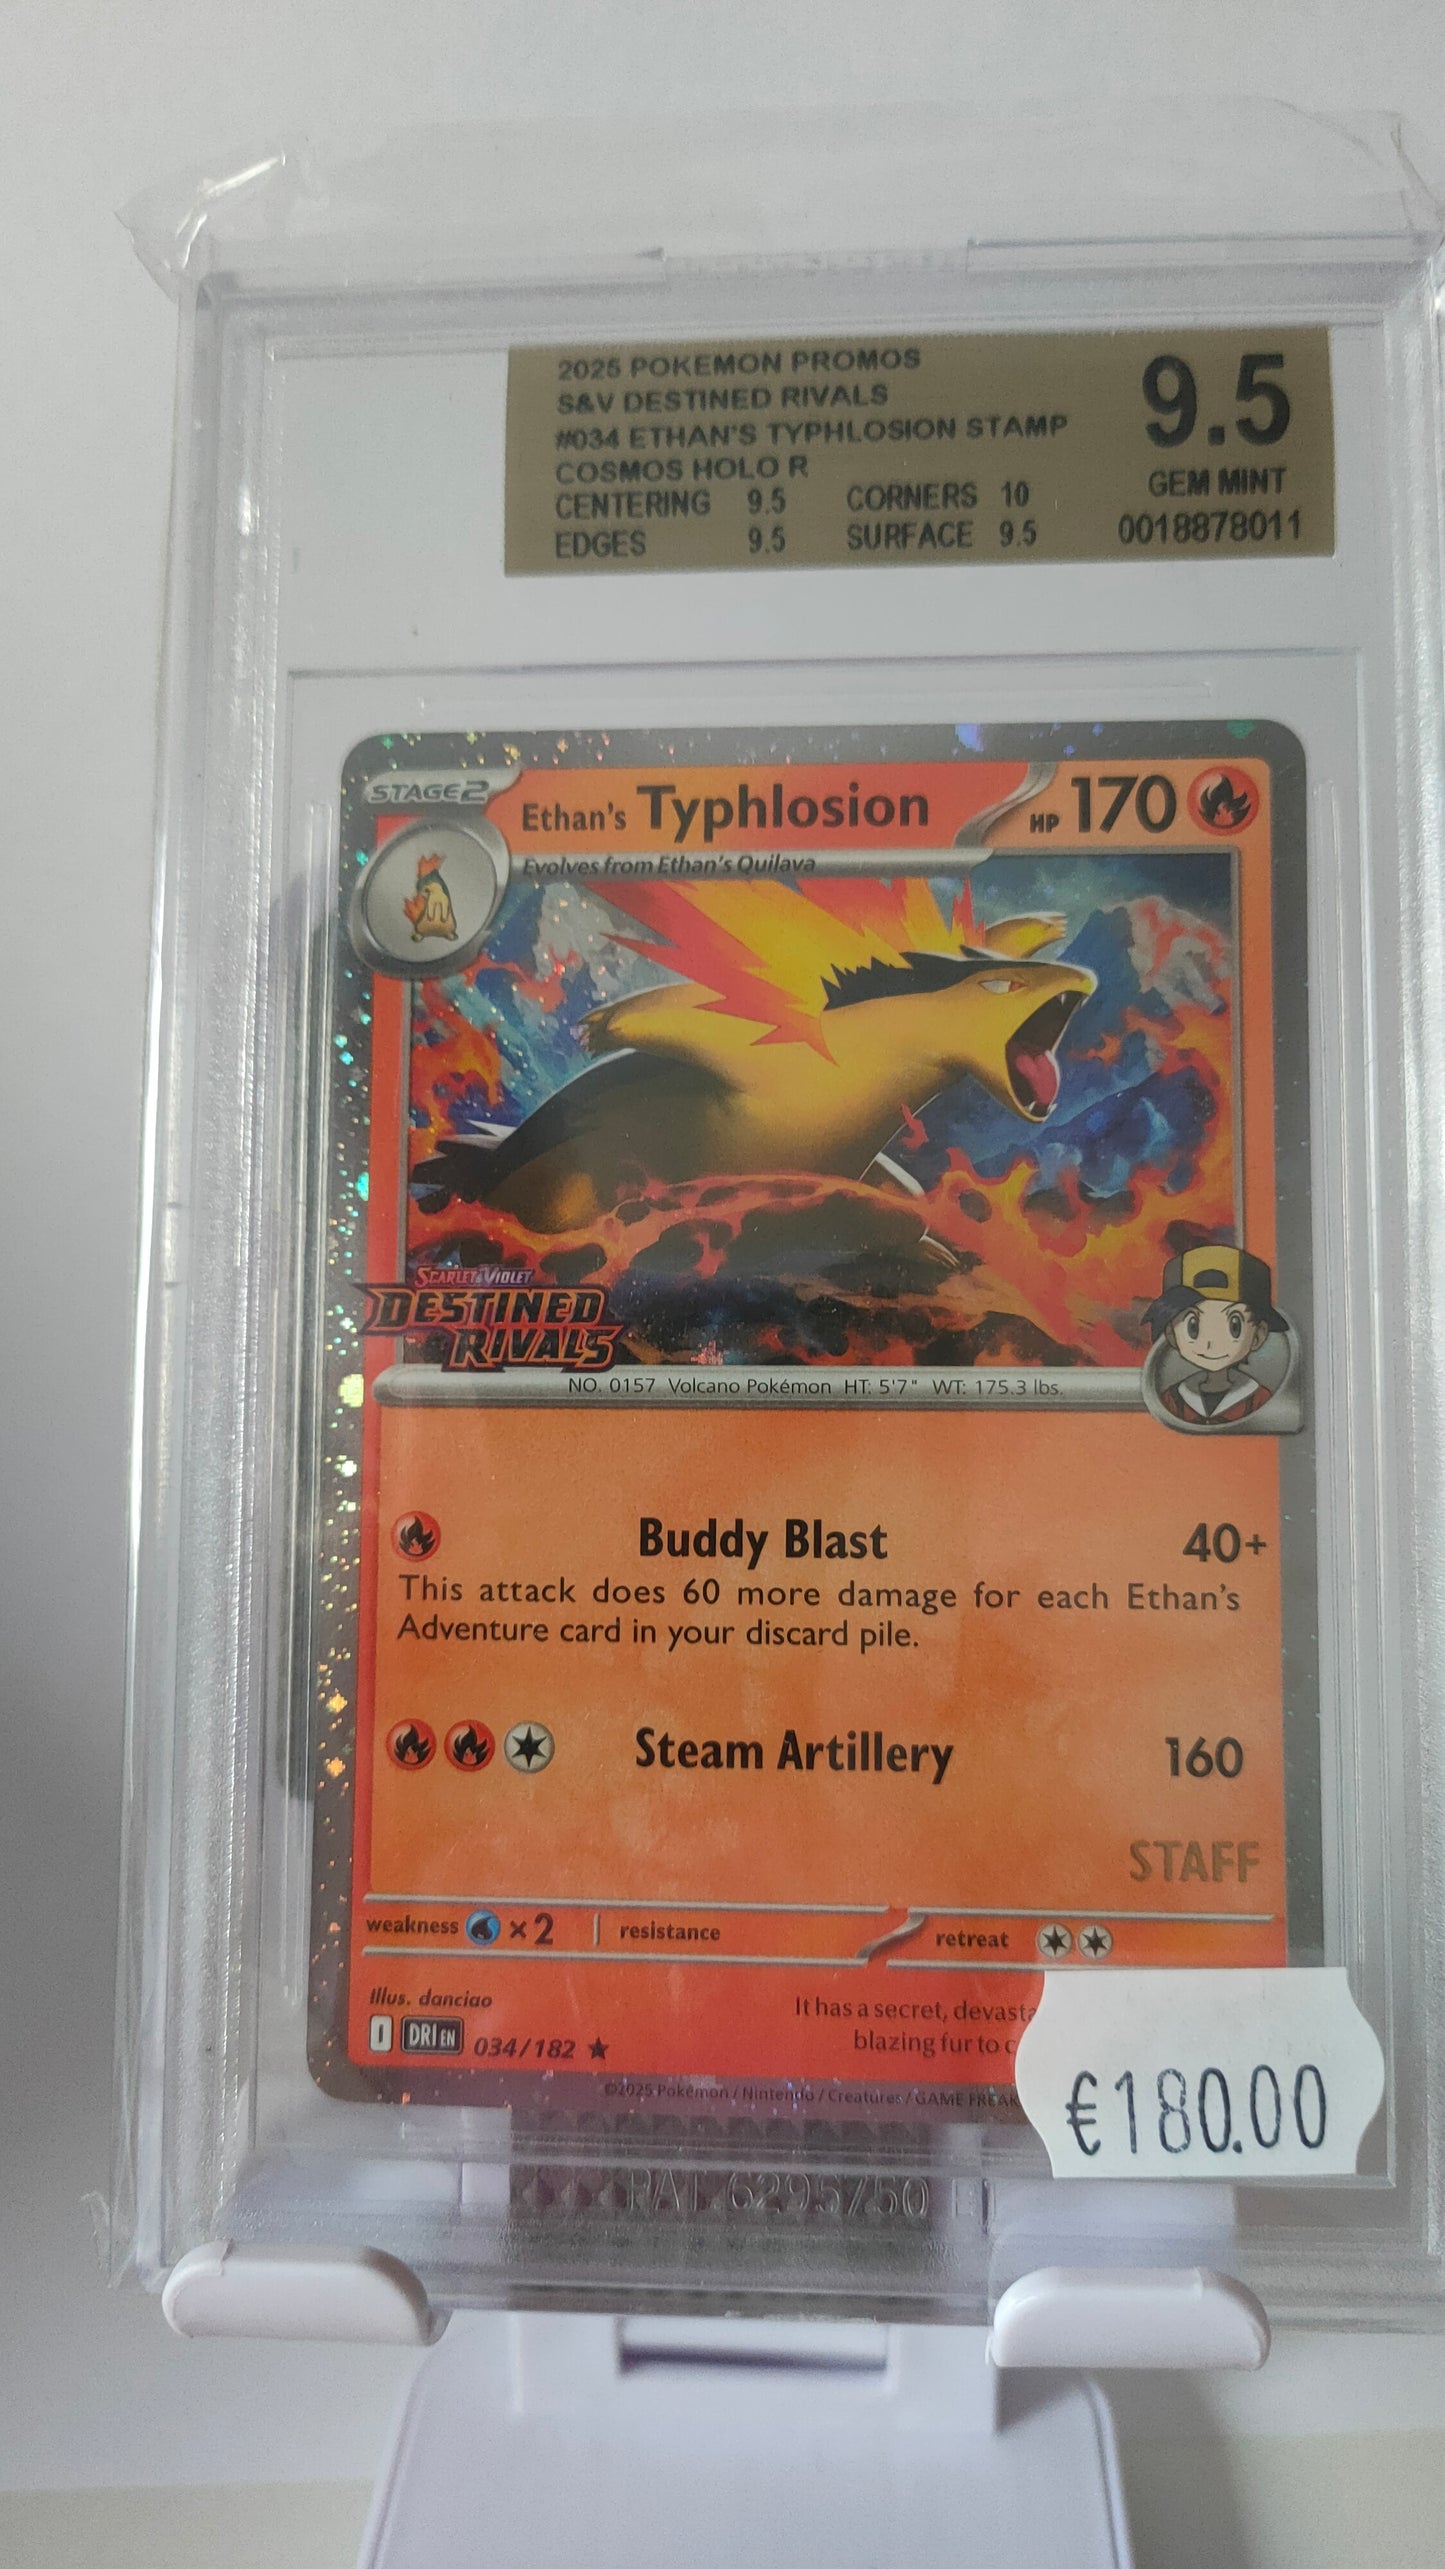 2025 POKEMON PROMOS
S&V DESTINED RIVALS
#034 ETHAN'S TYPHLOSION STAMP
COSMOS HOLO R
CENTERING 9.5 CORNERS 10
EDGES 9.5 SURFACE 9.5
9.5
GEM MINT
0018878011
STAGE 2
Ethan's Typhlosion HP 170
Evolves from Ethan's Quilava
SCARLET & VIOLET
DESTINED
RIVALS
NO. 0157 Volcano Pokémon HT: 5'7" WT: 175.3 lbs.
Buddy Blast 40+
This attack does 60 more damage for each Ethan's
Adventure card in your discard pile.
Steam Artillery 160
STAFF
weakness ×2 resistance retreat
Illus. danciao
I DRI EN 034/182 ★
It has a secret, devasta
blazing fur to c
©2025 Pokémon / Nintendo / Creatures / GAME FREAK
€180.00
PAT 6295750